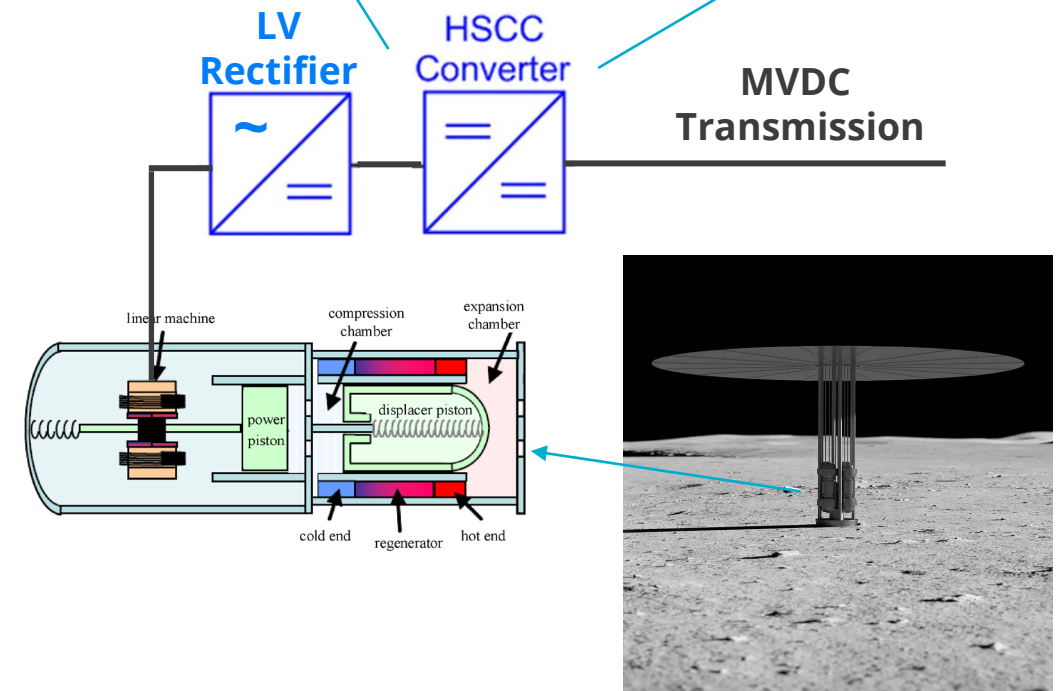 LV
Rectifier
HSCC
Converter
MVDC
Transmission
~
linear machine
compression
chamber
expansion
chamber
power
piston
displacer piston
cold end
regenerator
hot end